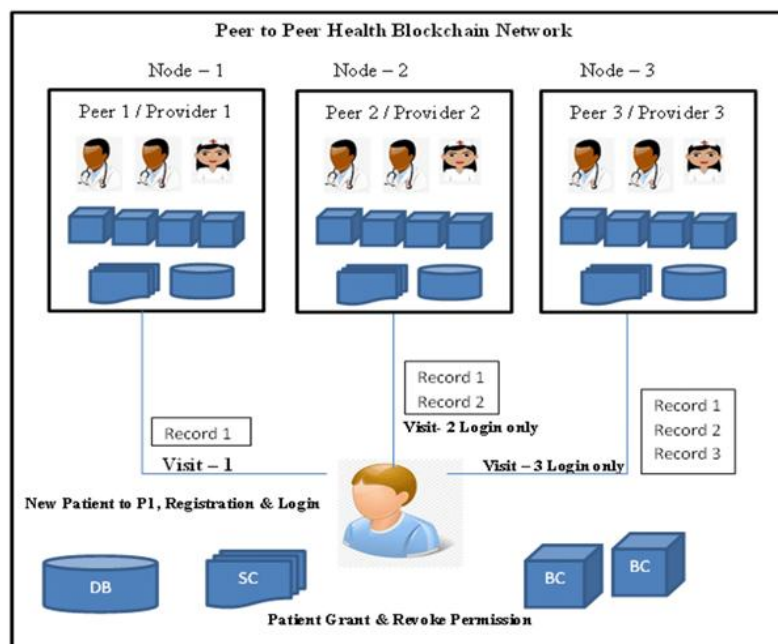 Peer to Peer Health Blockchain Network
Node – 1
Node – 2
Node – 3
Peer 1 / Provider 1
Peer 2 / Provider 2
Peer 3 / Provider 3
Record 1
Visit – 1
Record 1
Record 2
Visit- 2 Login only
Record 1
Record 2
Record 3
Visit – 3 Login only
New Patient to P1, Registration & Login
DB
SC
BC
BC
Patient Grant & Revoke Permission